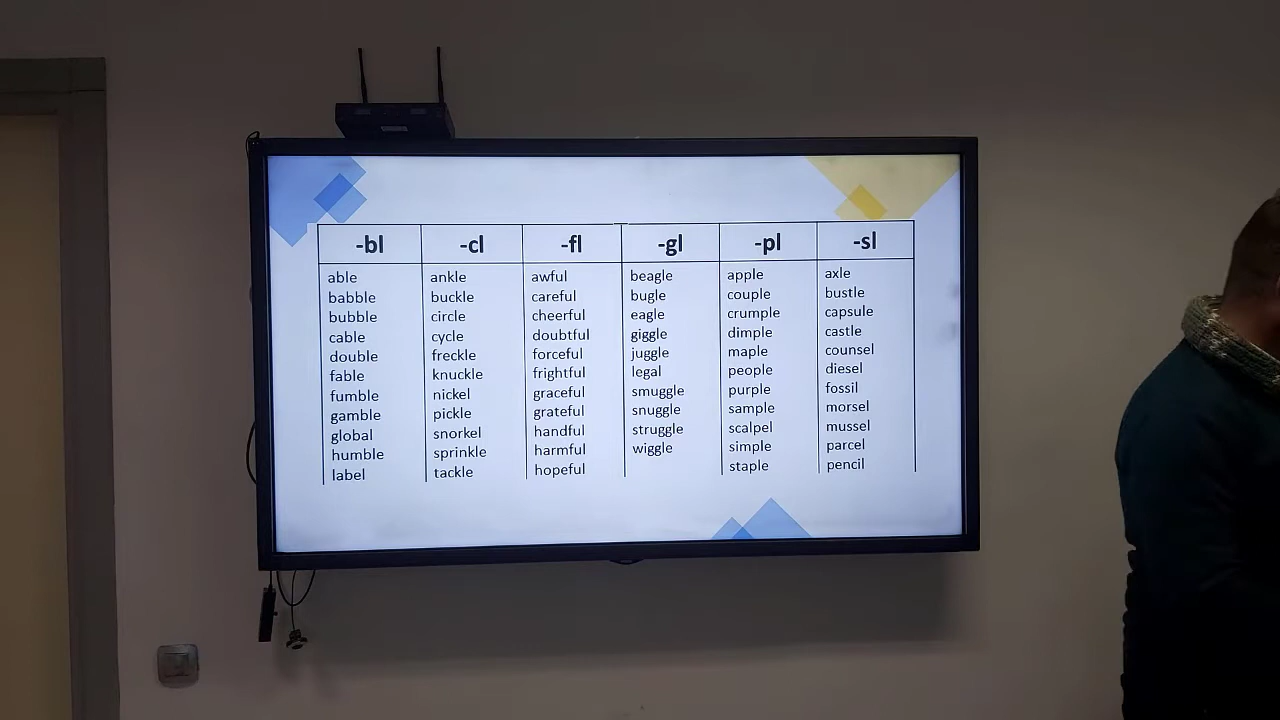 -bl -cl -fl -gl -pl -sl
able ankle awful beagle apple axle
babble buckle careful bugle couple bustle
bubble circle cheerful eagle crumple capsule
cable cycle doubtful giggle dimple castle
double freckle forceful juggle maple counsel
fable knuckle frightful legal people diesel
fumble nickel graceful smuggle purple fossil
gamble pickle grateful snuggle sample morsel
global snorkel handful struggle scalpel mussel
humble sprinkle harmful wiggle simple parcel
label tackle hopeful staple pencil